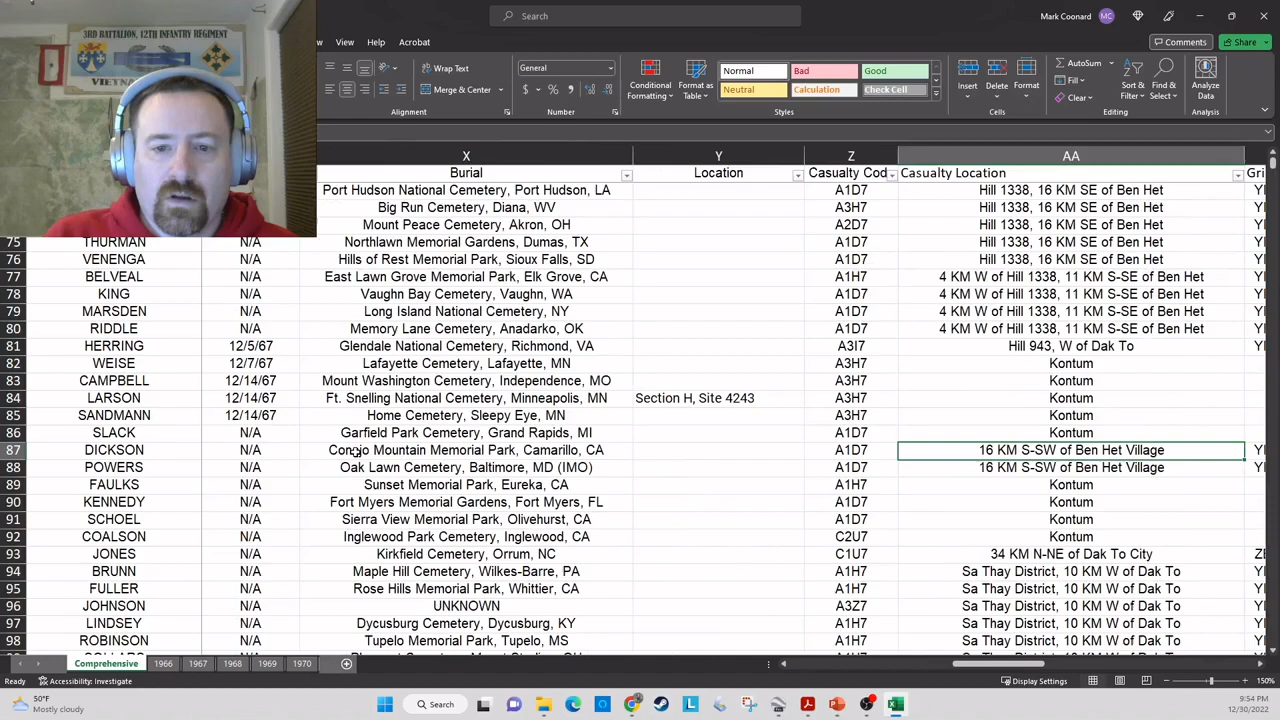 3RD BATTALION, 12TH INFANTRY REGIMENT
Search
Mark Coonard MC
View Help Acrobat
Comments Share
Wrap Text
Merge & Center
Alignment
General
$ %
Number
Conditional Formatting
Format as Table
Normal Bad Good
Neutral Calculation Check Cell
Styles
Insert Delete Format
Cells
AutoSum
Fill
Clear
Sort & Filter
Find & Select
Editing
Analyze Data
Analysis
X Y Z AA
Burial Location Casualty Cod Casualty Location Gri
Port Hudson National Cemetery, Port Hudson, LA A1D7 Hill 1338, 16 KM SE of Ben Het
Big Run Cemetery, Diana, WV A3H7 Hill 1338, 16 KM SE of Ben Het
Mount Peace Cemetery, Akron, OH A2D7 Hill 1338, 16 KM SE of Ben Het
75 THURMAN N/A Northlawn Memorial Gardens, Dumas, TX A1D7 Hill 1338, 16 KM SE of Ben Het
76 VENENGA N/A Hills of Rest Memorial Park, Sioux Falls, SD A1D7 Hill 1338, 16 KM SE of Ben Het
77 BELVEAL N/A East Lawn Grove Memorial Park, Elk Grove, CA A1H7 4 KM W of Hill 1338, 11 KM S-SE of Ben Het
78 KING N/A Vaughn Bay Cemetery, Vaughn, WA A1D7 4 KM W of Hill 1338, 11 KM S-SE of Ben Het
79 MARSDEN N/A Long Island National Cemetery, NY A1D7 4 KM W of Hill 1338, 11 KM S-SE of Ben Het
80 RIDDLE N/A Memory Lane Cemetery, Anadarko, OK A1D7 4 KM W of Hill 1338, 11 KM S-SE of Ben Het
81 HERRING 12/5/67 Glendale National Cemetery, Richmond, VA A3I7 Hill 943, W of Dak To
82 WEISE 12/7/67 Lafayette Cemetery, Lafayette, MN A3H7 Kontum
83 CAMPBELL 12/14/67 Mount Washington Cemetery, Independence, MO A3H7 Kontum
84 LARSON 12/14/67 Ft. Snelling National Cemetery, Minneapolis, MN Section H, Site 4243 A3H7 Kontum
85 SANDMANN 12/14/67 Home Cemetery, Sleepy Eye, MN A3H7 Kontum
86 SLACK N/A Garfield Park Cemetery, Grand Rapids, MI A1D7 Kontum
87 DICKSON N/A Mountain Memorial Park, Camarillo, CA A1D7 16 KM S-SW of Ben Het Village
88 POWERS N/A Oak Lawn Cemetery, Baltimore, MD (IMO) A1D7 16 KM S-SW of Ben Het Village
89 FAULKS N/A Sunset Memorial Park, Eureka, CA A1H7 Kontum
90 KENNEDY N/A Fort Myers Memorial Gardens, Fort Myers, FL A1D7 Kontum
91 SCHOEL N/A Sierra View Memorial Park, Olivehurst, CA A1D7 Kontum
92 COALSON N/A Inglewood Park Cemetery, Inglewood, CA C2U7 Kontum
93 JONES N/A Kirkfield Cemetery, Orrum, NC C1U7 34 KM N-NE of Dak To City
94 BRUNN N/A Maple Hill Cemetery, Wilkes-Barre, PA A1H7 Sa Thay District, 10 KM W of Dak To
95 FULLER N/A Rose Hills Memorial Park, Whittier, CA A1H7 Sa Thay District, 10 KM W of Dak To
96 JOHNSON N/A UNKNOWN A3Z7 Sa Thay District, 10 KM W of Dak To
97 LINDSEY N/A Dycusburg Cemetery, Dycusburg, KY A1H7 Sa Thay District, 10 KM W of Dak To
98 ROBINSON N/A Tupelo Memorial Park, Tupelo, MS A1H7 Sa Thay District, 10 KM W of Dak To
Comprehensive 1966 1967 1968 1969 1970
Ready Accessibility: Investigate Display Settings 150%
50°F
Mostly cloudy
Search
9:54 PM
12/30/2022